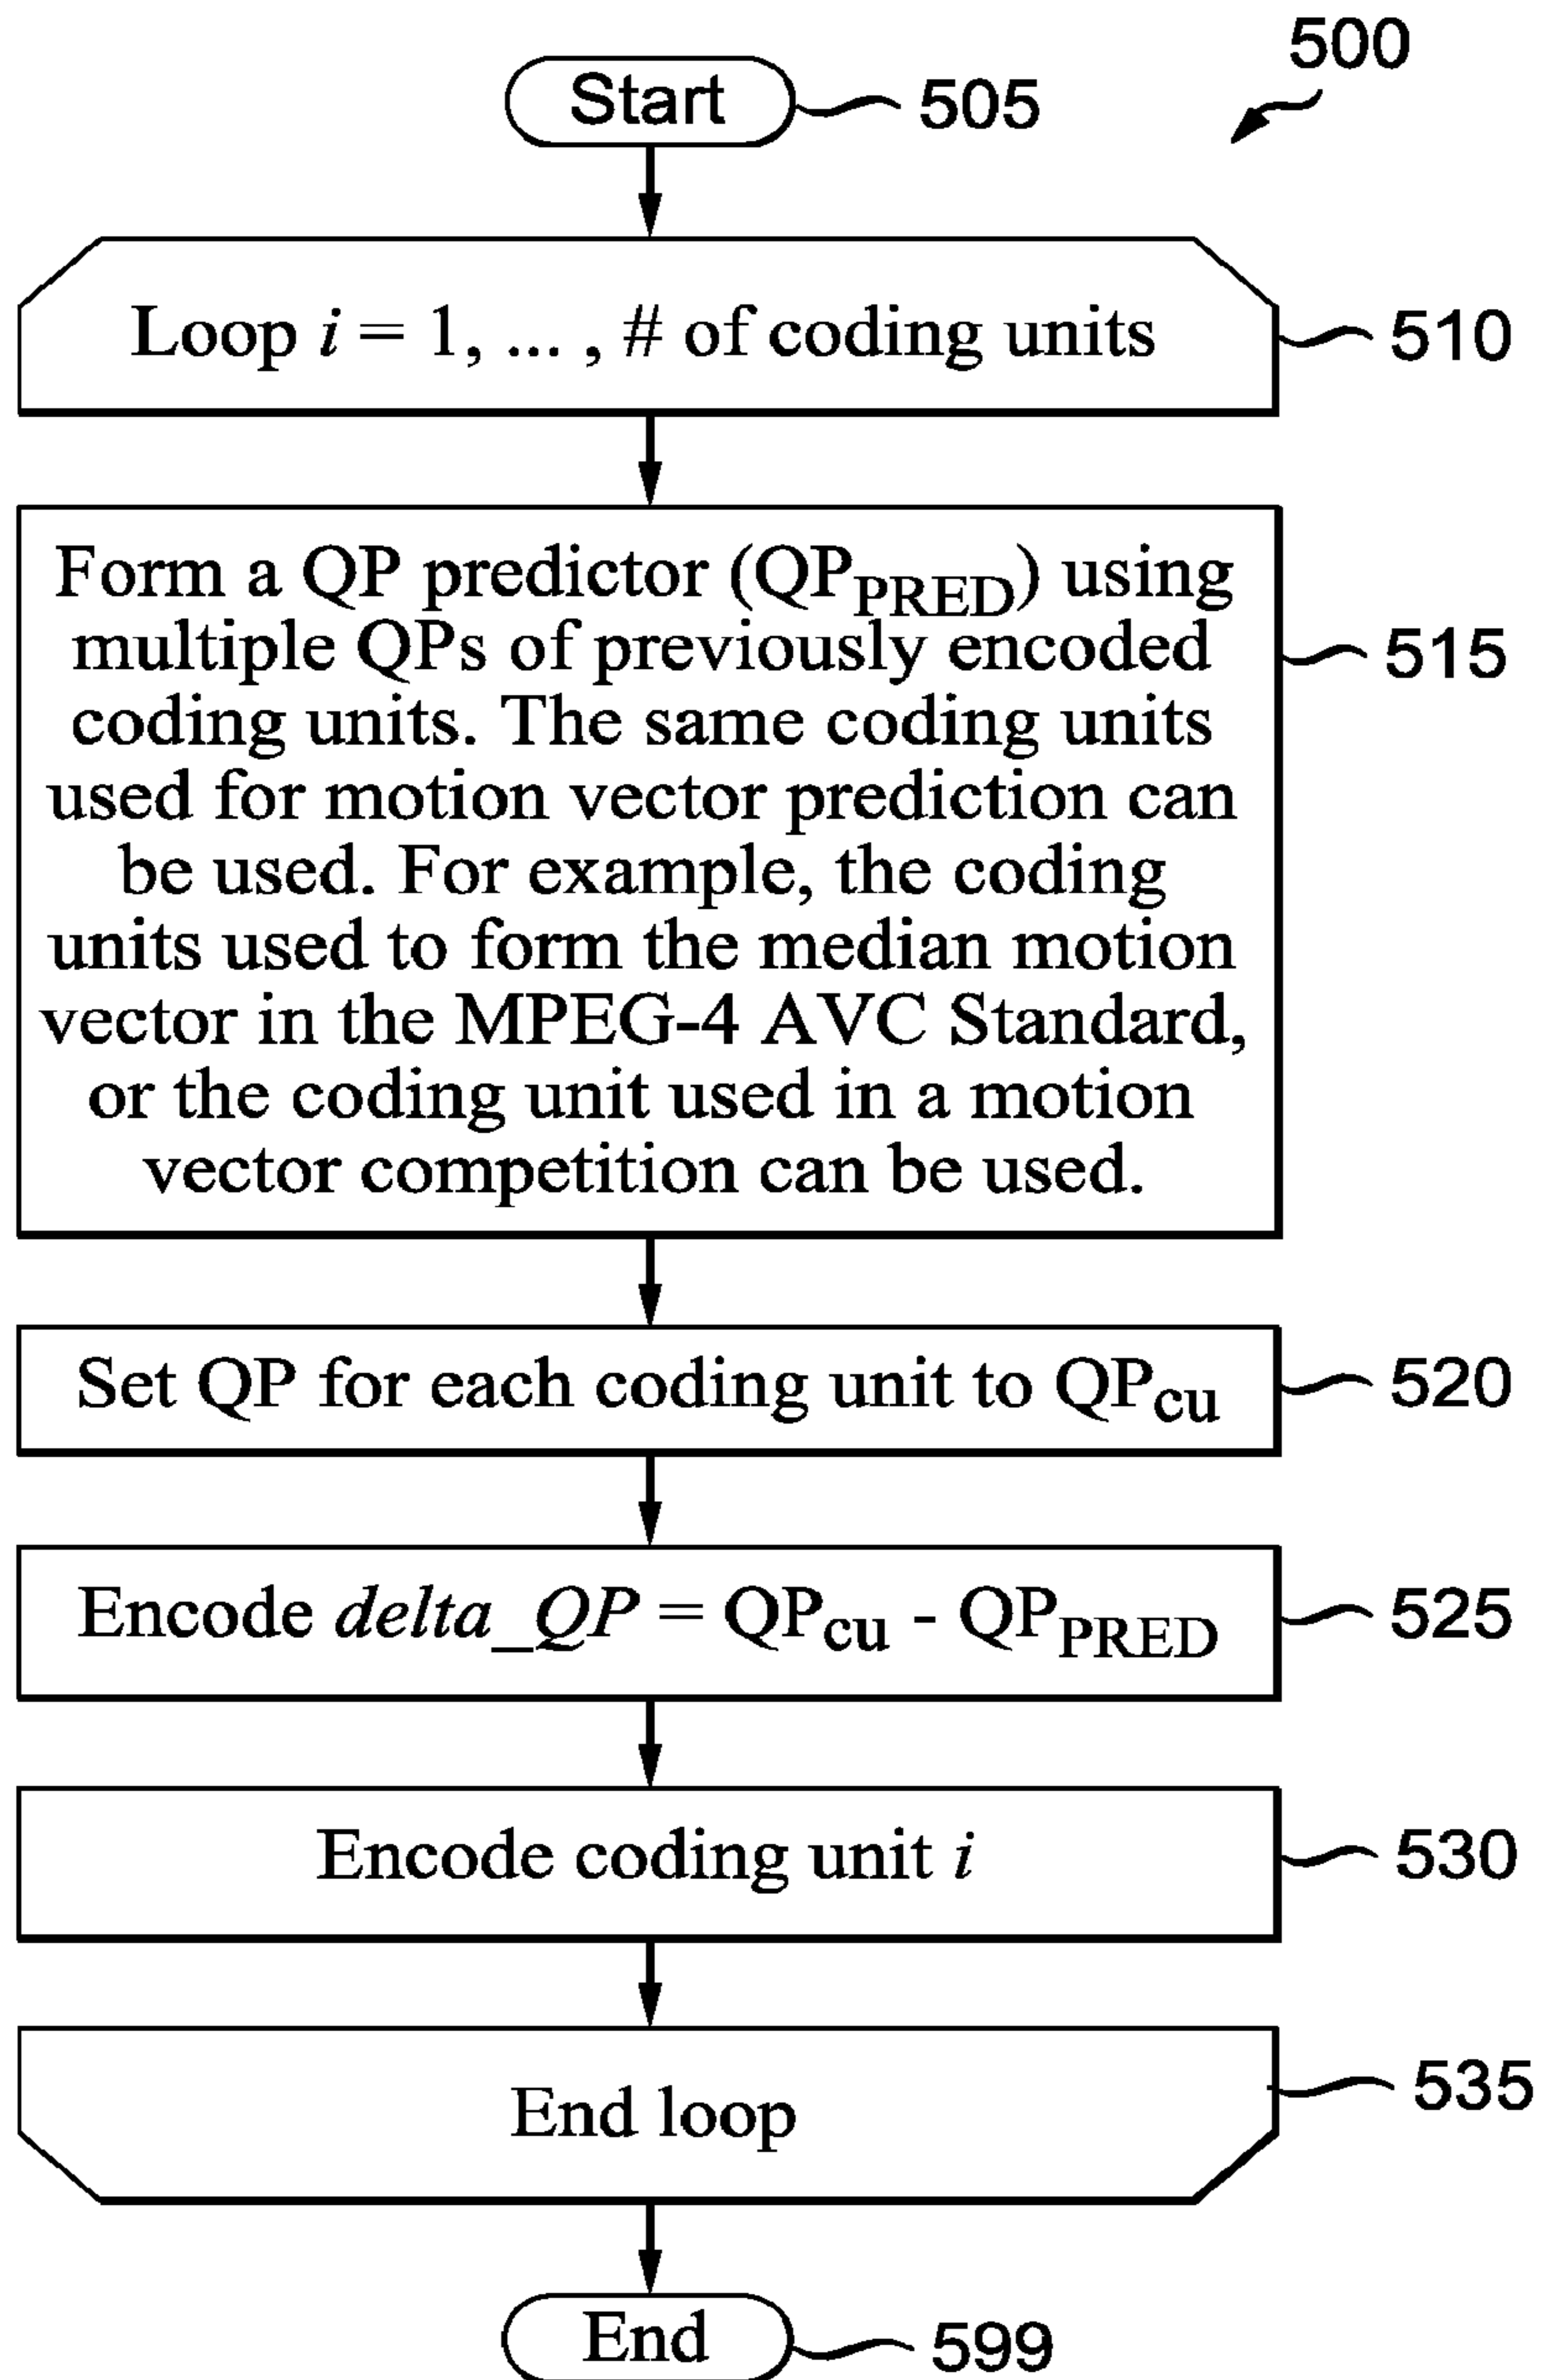 500
Start
505
Loop i = 1, ... , # of coding units
510
Form a QP predictor (QPPRED) using
multiple QPs of previously encoded
coding units. The same coding units
used for motion vector prediction can
be used. For example, the coding
units used to form the median motion
vector in the MPEG-4 AVC Standard,
or the coding unit used in a motion
vector competition can be used.
515
Set QP for each coding unit to QPcu
520
Encode delta_QP = QPcu - QPPRED
525
Encode coding unit i
530
End loop
535
End
599